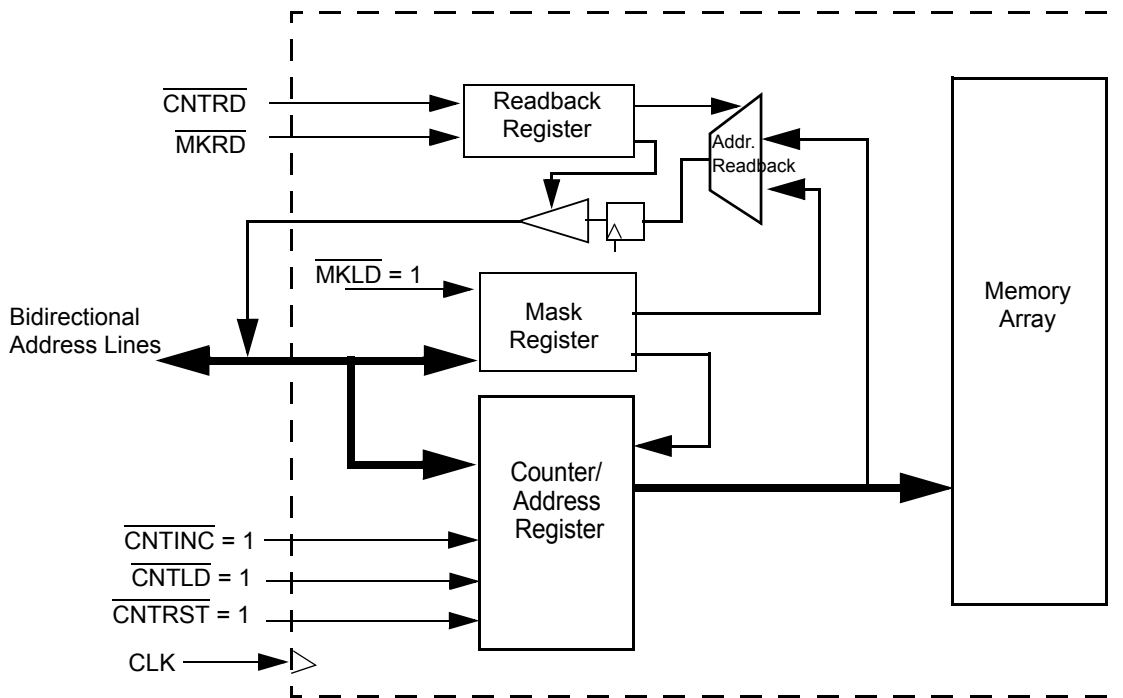 CNTRD
MKRD
Readback
Register
Addr.
Readback
MKLD = 1
Mask
Register
Bidirectional
Address Lines
Memory
Array
Counter/
Address
Register
CNTINC = 1
CNTLD = 1
CNTRST = 1
CLK